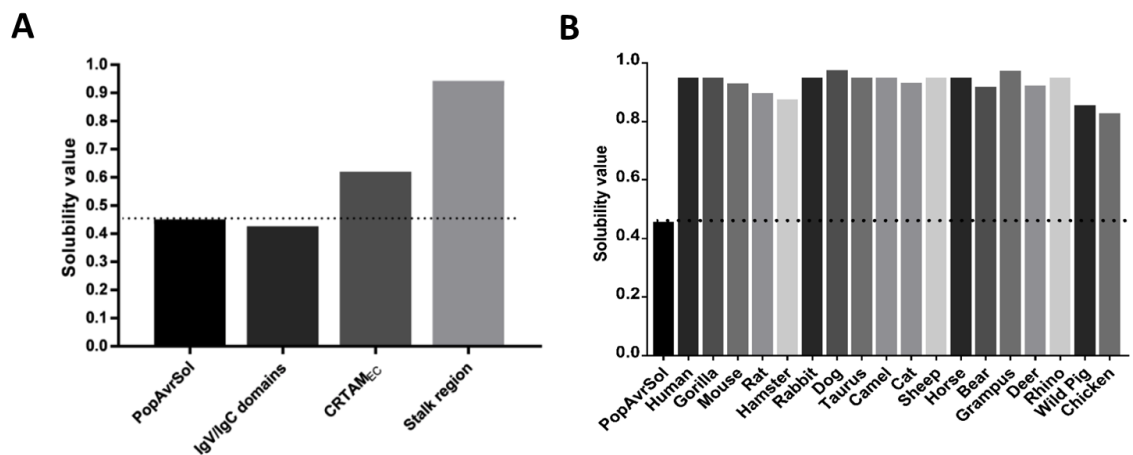 A
Solubility value
1.0
0.9
0.8
0.7
0.6
0.5
0.4
0.3
0.2
0.1
0.0
PopAvrSol
IgV/IgC domains
CRTAMEC
Stalk region
B
Solubility value
1.0
0.8
0.6
0.4
0.2
0.0
PopAvrSol
Human
Gorilla
Mouse
Rat
Hamster
Rabbit
Dog
Taurus
Camel
Cat
Sheep
Horse
Bear
Grampus
Deer
Rhino
Wild Pig
Chicken